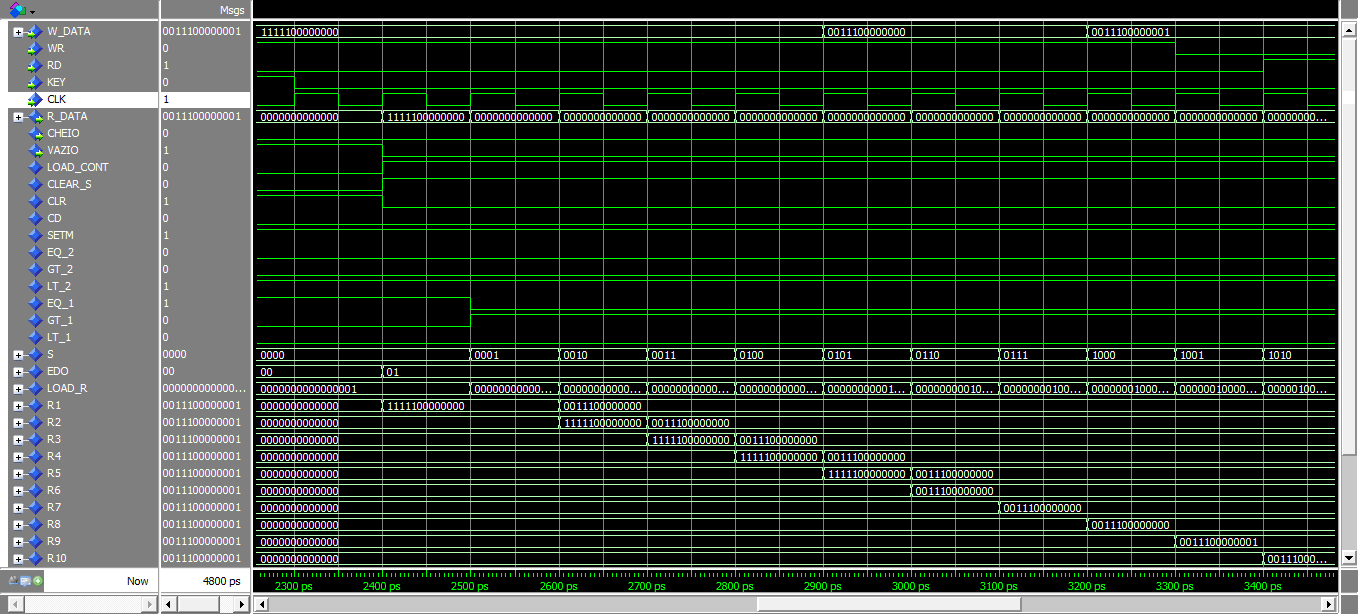 Msgs
W_DATA 0011100000001 1111100000000 0011100000000 0011100000001
WR 0
RD 1
KEY 0
CLK 1
R_DATA 0011100000001 0000000000000 1111100000000 0000000000000 0000000000000 0000000000000 0000000000000 0000000000000 0000000000000 0000000000000 0000000000000 0000000000000 00000000...
CHEIO 0
VAZIO 1
LOAD_CONT 0
CLEAR_S 0
CLR 1
CD 0
SETM 1
EQ_2 0
GT_2 0
LT_2 1
EQ_1 1
GT_1 0
LT_1 0
S 0000 0000 0001 0010 0011 0100 0101 0110 0111 1000 1001 1010
EDO 00 00 01
LOAD_R 000000000000... 0000000000000001 00000000000... 00000000000... 00000000000... 00000000000... 00000000001... 00000000010... 00000000100... 00000001000... 00000010000... 00000100...
R1 0011100000001 0000000000000 1111100000000 0011100000000
R2 0011100000001 0000000000000 1111100000000 0011100000000
R3 0011100000001 0000000000000 1111100000000 0011100000000
R4 0011100000001 0000000000000 1111100000000 0011100000000
R5 0011100000001 0000000000000 1111100000000 0011100000000
R6 0011100000001 0000000000000 0011100000000
R7 0011100000001 0000000000000 0011100000000
R8 0011100000001 0000000000000 0011100000000
R9 0011100000001 0000000000000 0011100000001
R10 0011100000001 0000000000000 0011100...
Now 4800 ps 2300 ps 2400 ps 2500 ps 2600 ps 2700 ps 2800 ps 2900 ps 3000 ps 3100 ps 3200 ps 3300 ps 3400 ps